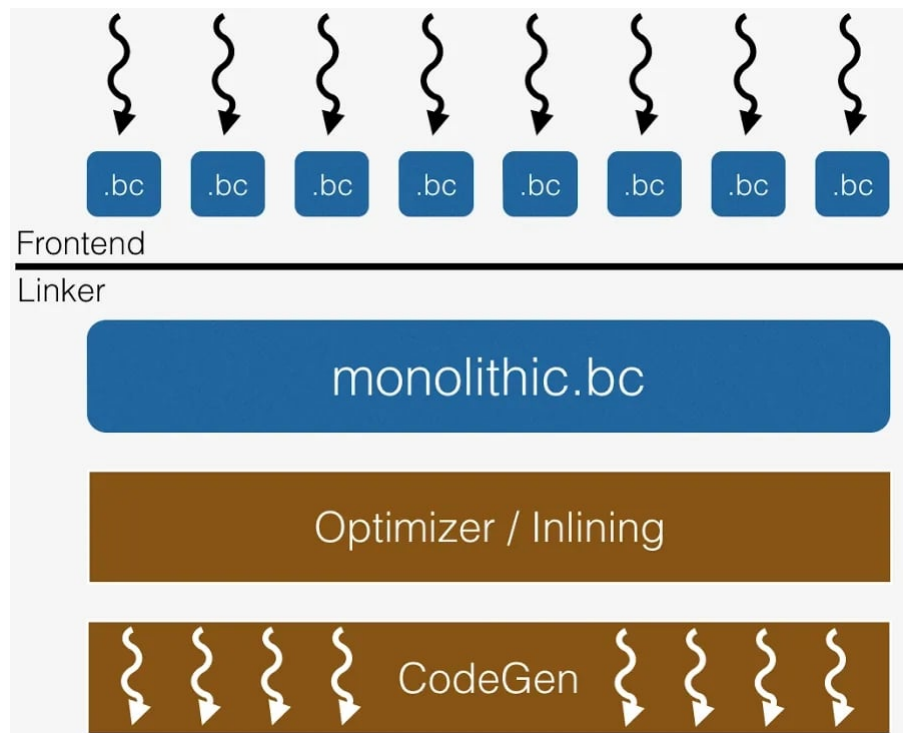 .bc .bc .bc .bc .bc .bc .bc .bc
Frontend
Linker
monolithic.bc
Optimizer / Inlining
CodeGen